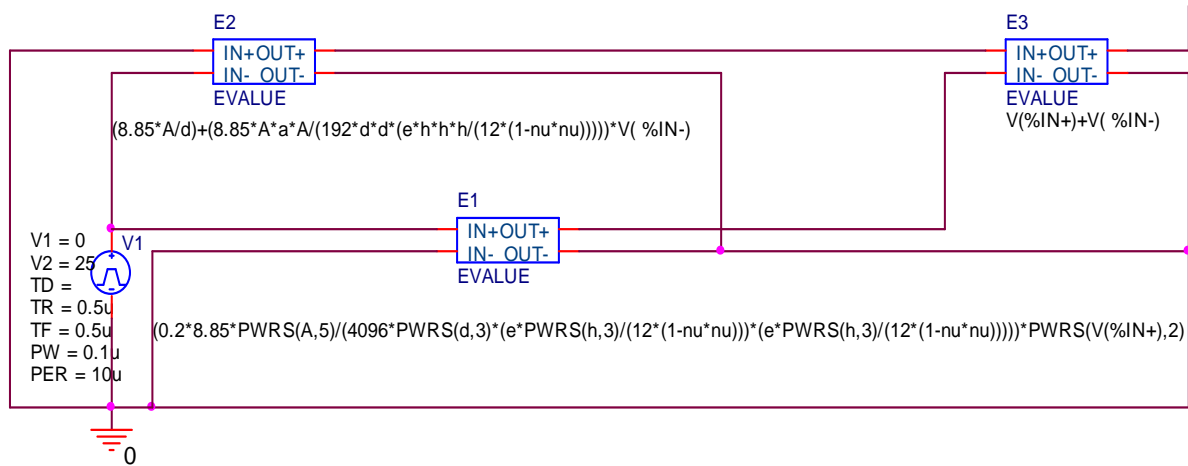 E2
E3
IN+OUT+
IN- OUT-
EVALUE
IN+OUT+
IN- OUT-
EVALUE
V(%IN+)+V( %IN-)
(8.85*A/d)+(8.85*A*a*A/(192*d*d*(e*h*h*h/(12*(1-nu*nu)))))*V( %IN-)
E1
IN+OUT+
IN- OUT-
EVALUE
V1
V1 = 0
V2 = 25
TD =
TR = 0.5u
TF = 0.5u
PW = 0.1u
PER = 10u
(0.2*8.85*PWRS(A,5)/(4096*PWRS(d,3)*(e*PWRS(h,3)/(12*(1-nu*nu)))*(e*PWRS(h,3)/(12*(1-nu*nu)))))*PWRS(V(%IN+),2)
0